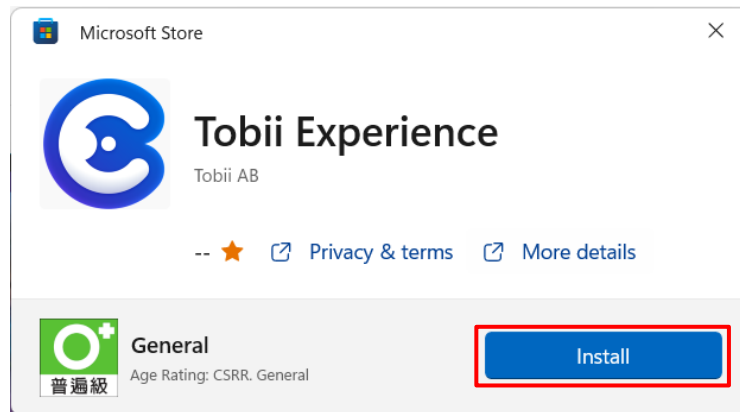 Microsoft Store
Tobii Experience
Tobii AB
-- Privacy & terms More details
General
Age Rating: CSRR. General
普遍級
Install